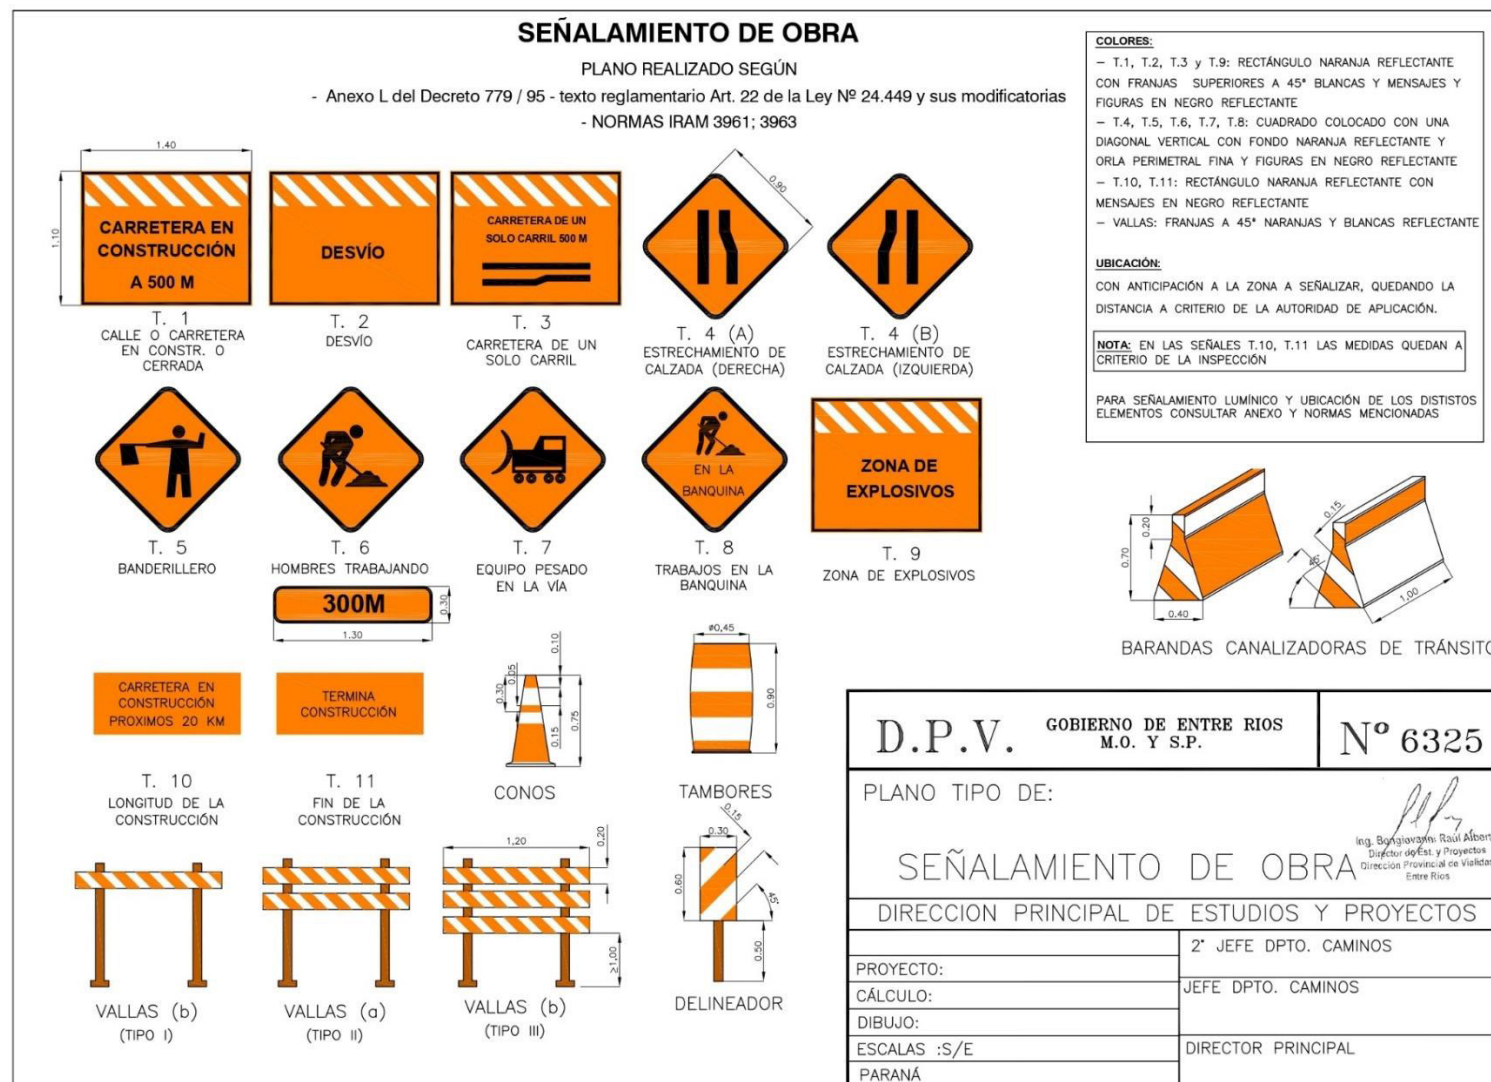 SEÑALAMIENTO DE OBRA
PLANO REALIZADO SEGÚN
- Anexo L del Decreto 779 / 95 - texto reglamentario Art. 22 de la Ley Nº 24.449 y sus modificatorias
- NORMAS IRAM 3961; 3963
1.40
1.10
CARRETERA EN
CONSTRUCCIÓN
A 500 M
T. 1
CALLE O CARRETERA
EN CONSTR. O
CERRADA
DESVÍO
T. 2
DESVÍO
CARRETERA DE UN
SOLO CARRIL 500 M
T. 3
CARRETERA DE UN
SOLO CARRIL
0.90
T. 4 (A)
ESTRECHAMIENTO DE
CALZADA (DERECHA)
T. 4 (B)
ESTRECHAMIENTO DE
CALZADA (IZQUIERDA)
T. 5
BANDERILLERO
T. 6
HOMBRES TRABAJANDO
300M
0.30
1.30
T. 7
EQUIPO PESADO
EN LA VÍA
EN LA
BANQUINA
T. 8
TRABAJOS EN LA
BANQUINA
ZONA DE
EXPLOSIVOS
T. 9
ZONA DE EXPLOSIVOS
CARRETERA EN
CONSTRUCCIÓN
PROXIMOS 20 KM
T. 10
LONGITUD DE LA
CONSTRUCCIÓN
TERMINA
CONSTRUCCIÓN
T. 11
FIN DE LA
CONSTRUCCIÓN
0.10
0.05
0.30
0.75
0.15
CONOS
ø0,45
0.90
TAMBORES
VALLAS (b)
(TIPO I)
VALLAS (a)
(TIPO II)
1,20
0,20
≥1,00
VALLAS (b)
(TIPO III)
0.15
0.30
0.60
45°
0.50
DELINEADOR
COLORES:
– T.1, T.2, T.3 y T.9: RECTÁNGULO NARANJA REFLECTANTE
CON FRANJAS SUPERIORES A 45° BLANCAS Y MENSAJES Y
FIGURAS EN NEGRO REFLECTANTE
– T.4, T.5, T.6, T.7, T.8: CUADRADO COLOCADO CON UNA
DIAGONAL VERTICAL CON FONDO NARANJA REFLECTANTE Y
ORLA PERIMETRAL FINA Y FIGURAS EN NEGRO REFLECTANTE
– T.10, T.11: RECTÁNGULO NARANJA REFLECTANTE CON
MENSAJES EN NEGRO REFLECTANTE
– VALLAS: FRANJAS A 45° NARANJAS Y BLANCAS REFLECTANTE
UBICACIÓN:
CON ANTICIPACIÓN A LA ZONA A SEÑALIZAR, QUEDANDO LA
DISTANCIA A CRITERIO DE LA AUTORIDAD DE APLICACIÓN.
NOTA: EN LAS SEÑALES T.10, T.11 LAS MEDIDAS QUEDAN A
CRITERIO DE LA INSPECCIÓN
PARA SEÑALAMIENTO LUMÍNICO Y UBICACIÓN DE LOS DISTISTOS
ELEMENTOS CONSULTAR ANEXO Y NORMAS MENCIONADAS
0.20
0.70
0.40
0.15
45°
1,00
BARANDAS CANALIZADORAS DE TRÁNSITO
D.P.V.
GOBIERNO DE ENTRE RIOS
M.O. Y S.P.
Nº 6325
PLANO TIPO DE:
SEÑALAMIENTO DE OBRA
Ing. Bongiovanni Raúl Albert
Director de Est. y Proyectos
Dirección Provincial de Vialidad
Entre Rios
DIRECCION PRINCIPAL DE ESTUDIOS Y PROYECTOS
2° JEFE DPTO. CAMINOS
PROYECTO:
CÁLCULO:
JEFE DPTO. CAMINOS
DIBUJO:
ESCALAS :S/E
DIRECTOR PRINCIPAL
PARANÁ